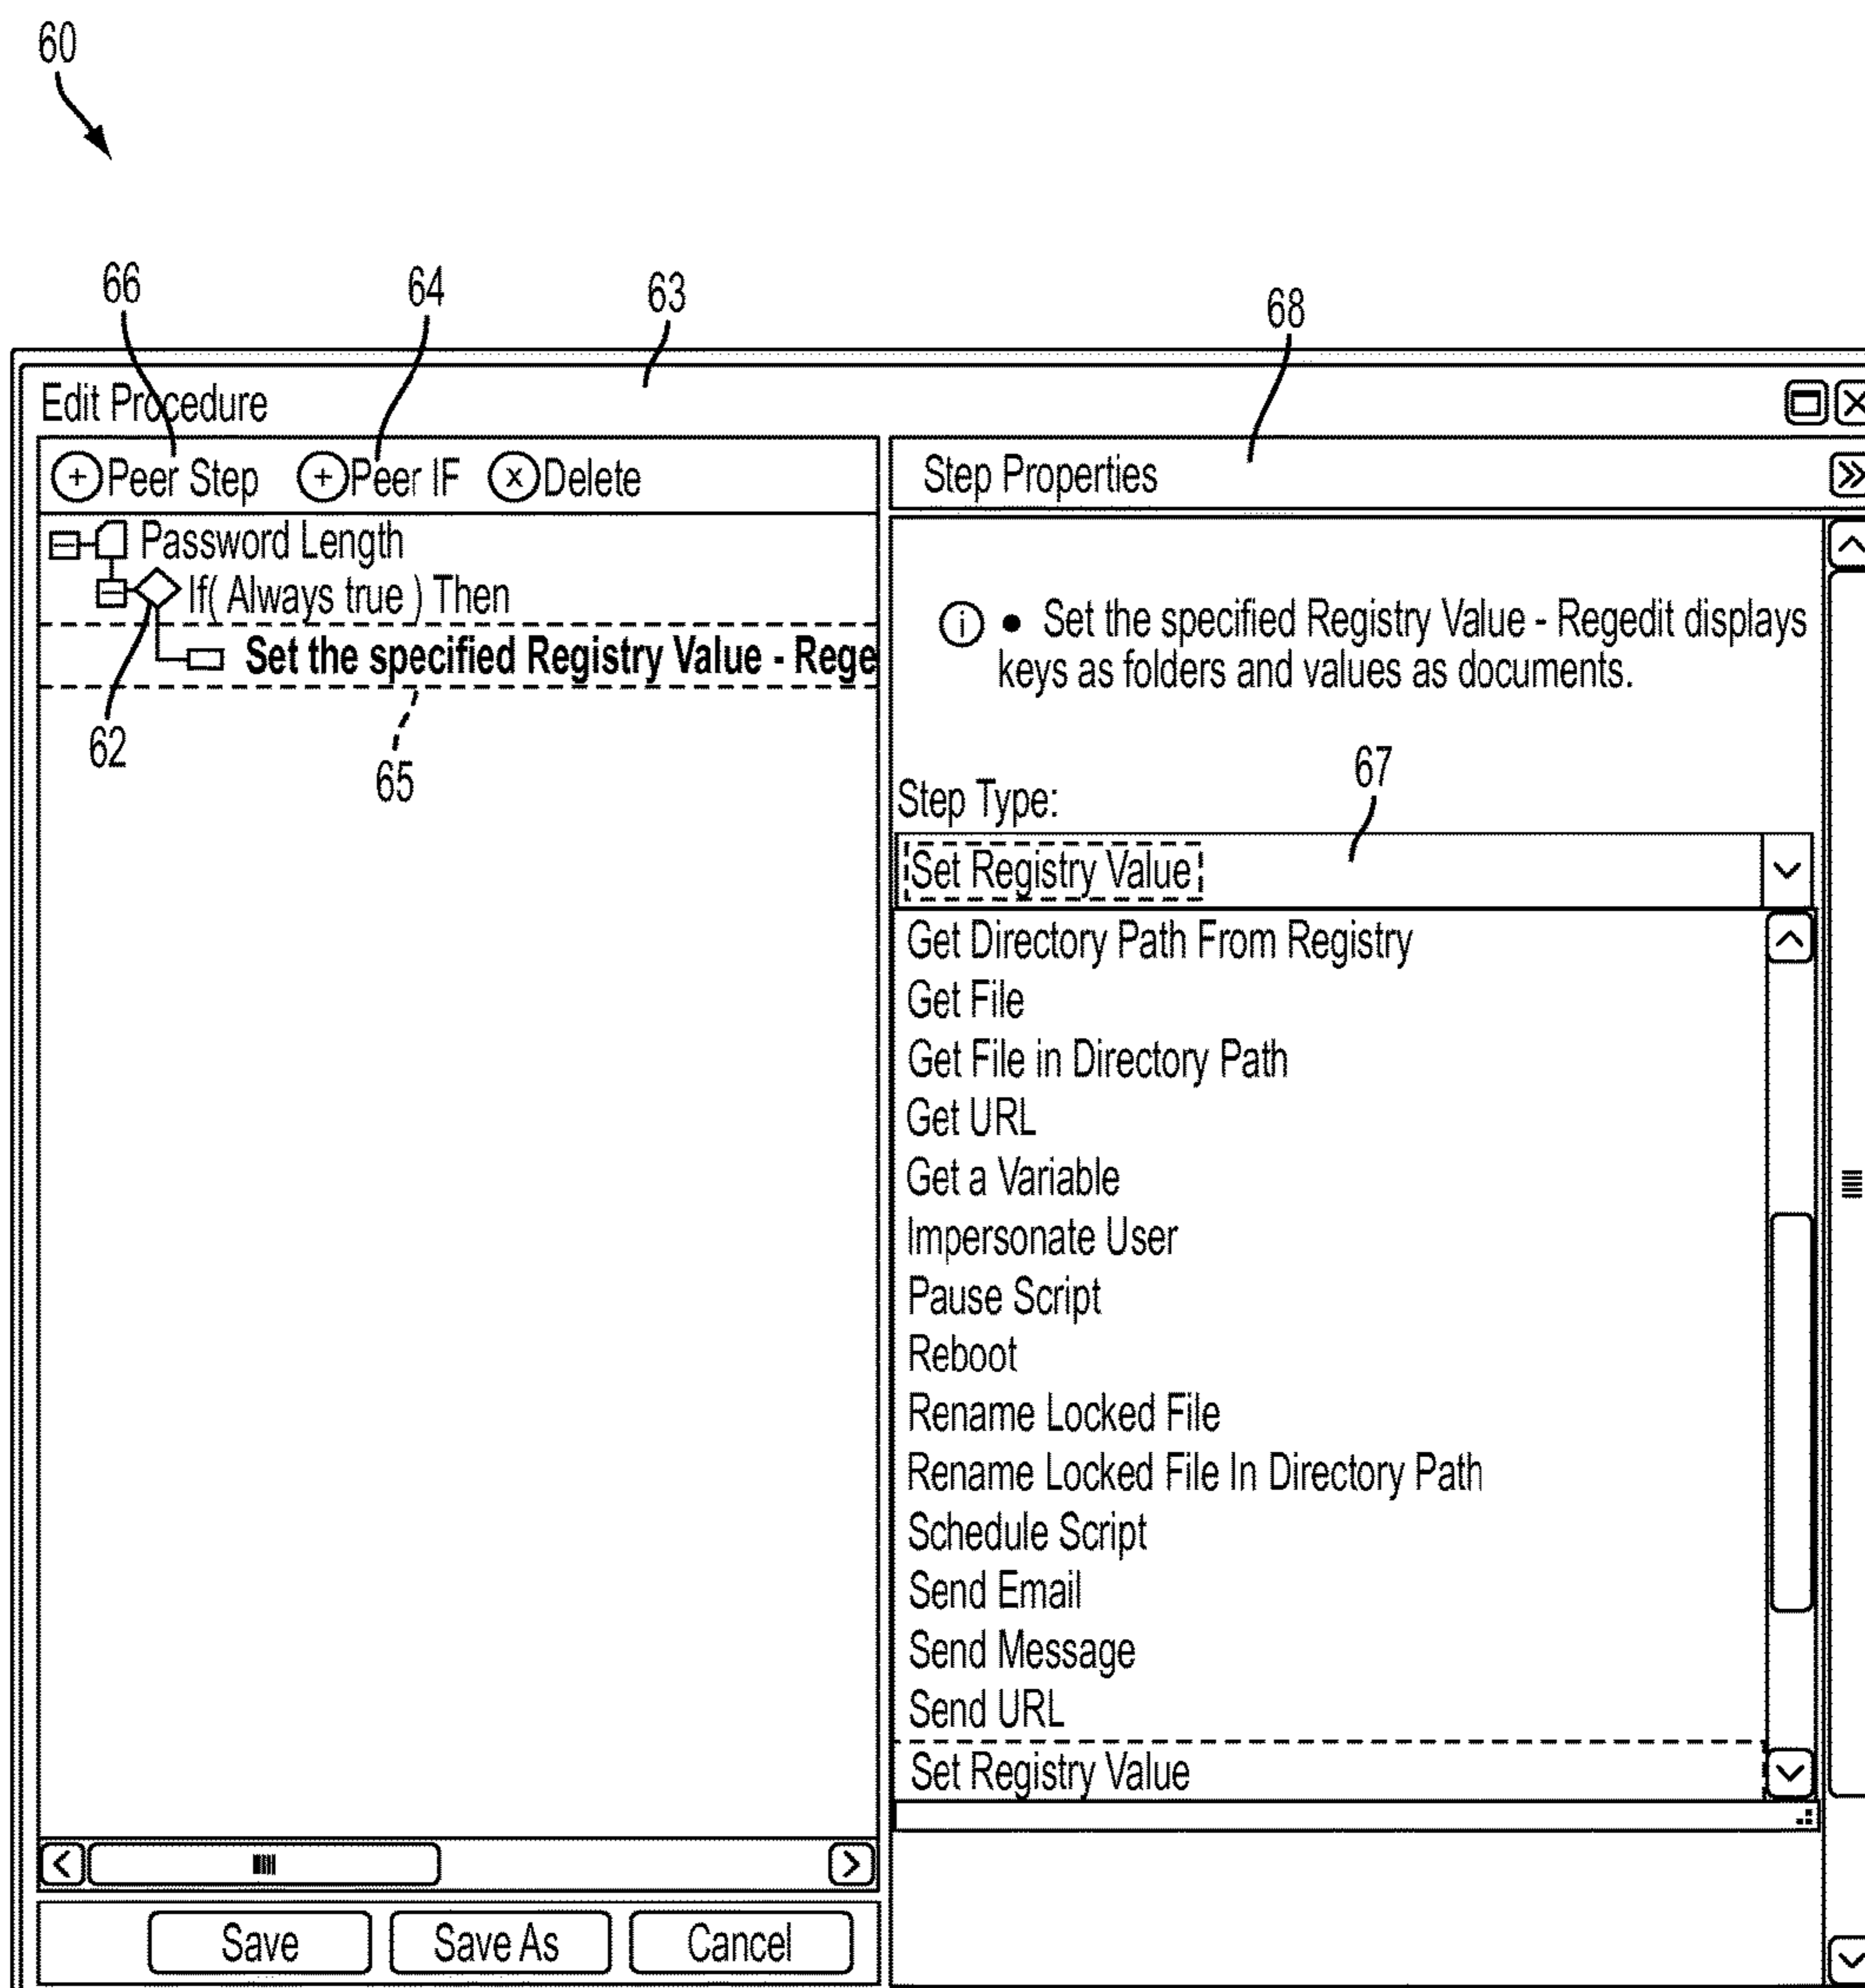 60
66 64 63 68
Edit Procedure
+ Peer Step + Peer IF x Delete
Password Length
If( Always true ) Then
Set the specified Registry Value - Rege
62
65
Step Properties
i • Set the specified Registry Value - Regedit displays
keys as folders and values as documents.
67
Step Type:
Set Registry Value
Get Directory Path From Registry
Get File
Get File in Directory Path
Get URL
Get a Variable
Impersonate User
Pause Script
Reboot
Rename Locked File
Rename Locked File In Directory Path
Schedule Script
Send Email
Send Message
Send URL
Set Registry Value
Save Save As Cancel